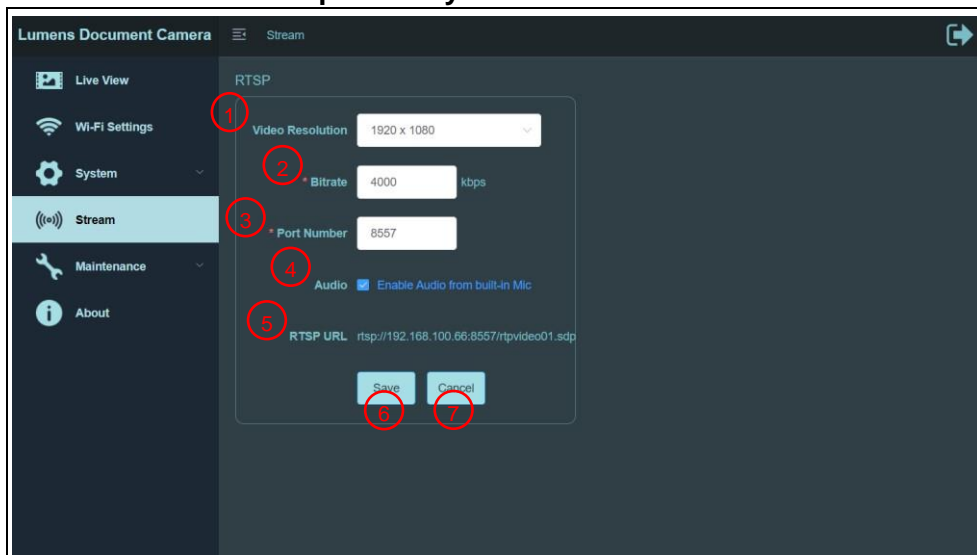 Lumens Document Camera
Stream
Live View
Wi-Fi Settings
System
Stream
Maintenance
About
RTSP
1
Video Resolution 1920 x 1080
2
* Bitrate 4000 kbps
3
* Port Number 8557
4
Audio Enable Audio from built-in Mic
5
RTSP URL rtsp://192.168.100.66:8557/rtpvideo01.sdp
Save Cancel
6 7